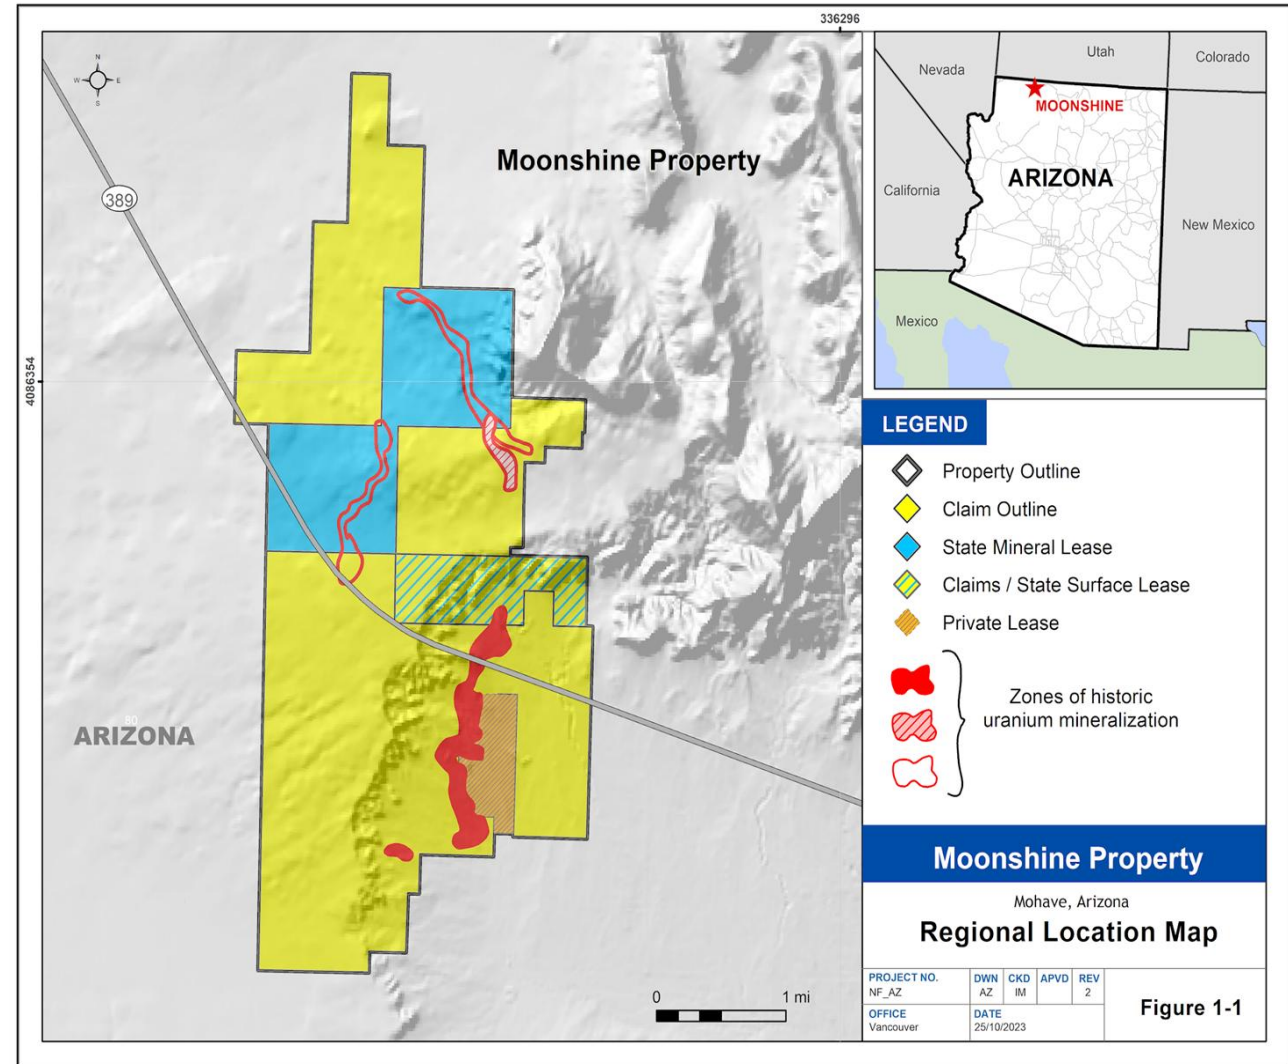 336296
4086354
N
W E
S
389
Moonshine Property
80
ARIZONA
0 1 mi
Nevada
Utah
Colorado
MOONSHINE
ARIZONA
California
New Mexico
Mexico
LEGEND
Property Outline
Claim Outline
State Mineral Lease
Claims / State Surface Lease
Private Lease
Zones of historic
uranium mineralization
Moonshine Property
Mohave, Arizona
Regional Location Map
PROJECT NO. DWN CKD APVD REV
NF_AZ AZ IM 2
OFFICE DATE
Vancouver 25/10/2023
Figure 1-1